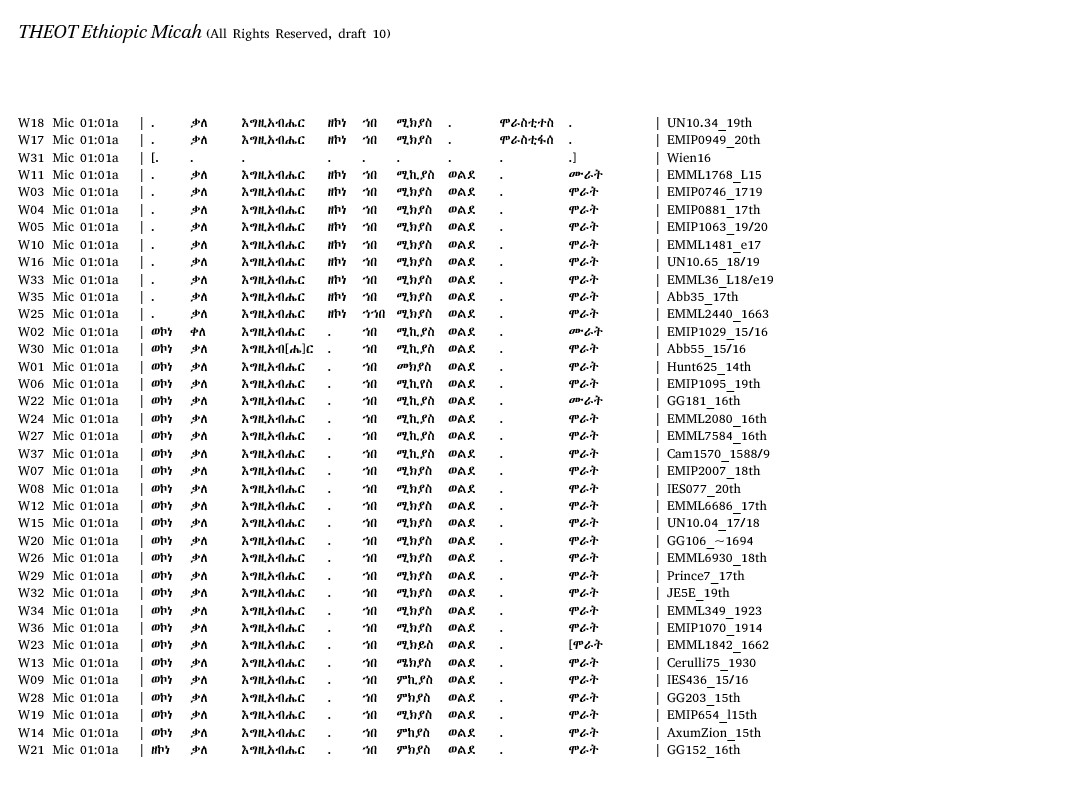 THEOT Ethiopic Micah (All Rights Reserved, draft 10)
W18 Mic 01:01a | . ቃለ እግዚአብሔር ዘኮነ ኀበ ሚክያስ . ሞራስቲተስ . | UN10.34_19th
W17 Mic 01:01a | . ቃለ እግዚአብሔር ዘኮነ ኀበ ሚክያስ . ሞራስቲፋሰ . | EMIP0949_20th
W31 Mic 01:01a | [. . . . . . . . .] | Wien16
W11 Mic 01:01a | . ቃለ እግዚአብሔር ዘኮነ ኀበ ሚኪያስ ወልደ . ሙራት | EMML1768_L15
W03 Mic 01:01a | . ቃለ እግዚአብሔር ዘኮነ ኀበ ሚክያስ ወልደ . ሞራት | EMIP0746_1719
W04 Mic 01:01a | . ቃለ እግዚአብሔር ዘኮነ ኀበ ሚክያስ ወልደ . ሞራት | EMIP0881_17th
W05 Mic 01:01a | . ቃለ እግዚአብሔር ዘኮነ ኀበ ሚክያስ ወልደ . ሞራት | EMIP1063_19/20
W10 Mic 01:01a | . ቃለ እግዚአብሔር ዘኮነ ኀበ ሚክያስ ወልደ . ሞራት | EMML1481_e17
W16 Mic 01:01a | . ቃለ እግዚአብሔር ዘኮነ ኀበ ሚክያስ ወልደ . ሞራት | UN10.65_18/19
W33 Mic 01:01a | . ቃለ እግዚአብሔር ዘኮነ ኀበ ሚክያስ ወልደ . ሞራት | EMML36_L18/e19
W35 Mic 01:01a | . ቃለ እግዚአብሔር ዘኮነ ኀበ ሚክያስ ወልደ . ሞራት | Abb35_17th
W25 Mic 01:01a | . ቃለ እግዚአብሔር ዘኮነ ኀኀበ ሚክያስ ወልደ . ሞራት | EMML2440_1663
W02 Mic 01:01a | ወኮነ ቀለ እግዚአብሔር . ኀበ ሚኪያስ ወልደ . ሙራት | EMIP1029_15/16
W30 Mic 01:01a | ወኮነ ቃለ እግዚአብ[ሔ]ር . ኀበ ሚኪያስ ወልደ . ሞራት | Abb55_15/16
W01 Mic 01:01a | ወኮነ ቃለ እግዚአብሔር . ኀበ መክያስ ወልደ . ሞራት | Hunt625_14th
W06 Mic 01:01a | ወኮነ ቃለ እግዚአብሔር . ኀበ ሚኪየስ ወልደ . ሞራት | EMIP1095_19th
W22 Mic 01:01a | ወኮነ ቃለ እግዚአብሔር . ኀበ ሚኪያስ ወልደ . ሙራት | GG181_16th
W24 Mic 01:01a | ወኮነ ቃለ እግዚአብሔር . ኀበ ሚኪያስ ወልደ . ሞራት | EMML2080_16th
W27 Mic 01:01a | ወኮነ ቃለ እግዚአብሔር . ኀበ ሚኪያስ ወልደ . ሞራት | EMML7584_16th
W37 Mic 01:01a | ወኮነ ቃለ እግዚአብሔር . ኀበ ሚኪያስ ወልደ . ሞራት | Cam1570_1588/9
W07 Mic 01:01a | ወኮነ ቃለ እግዚአብሔር . ኀበ ሚክያስ ወልደ . ሞራት | EMIP2007_18th
W08 Mic 01:01a | ወኮነ ቃለ እግዚአብሔር . ኀበ ሚክያስ ወልደ . ሞራት | IES077_20th
W12 Mic 01:01a | ወኮነ ቃለ እግዚአብሔር . ኀበ ሚክያስ ወልደ . ሞራት | EMML6686_17th
W15 Mic 01:01a | ወኮነ ቃለ እግዚአብሔር . ኀበ ሚክያስ ወልደ . ሞራት | UN10.04_17/18
W20 Mic 01:01a | ወኮነ ቃለ እግዚአብሔር . ኀበ ሚክያስ ወልደ . ሞራት | GG106_~1694
W26 Mic 01:01a | ወኮነ ቃለ እግዚአብሔር . ኀበ ሚክያስ ወልደ . ሞራት | EMML6930_18th
W29 Mic 01:01a | ወኮነ ቃለ እግዚአብሔር . ኀበ ሚክያስ ወልደ . ሞራት | Prince7_17th
W32 Mic 01:01a | ወኮነ ቃለ እግዚአብሔር . ኀበ ሚክያስ ወልደ . ሞራት | JE5E_19th
W34 Mic 01:01a | ወኮነ ቃለ እግዚአብሔር . ኀበ ሚክያስ ወልደ . ሞራት | EMML349_1923
W36 Mic 01:01a | ወኮነ ቃለ እግዚአብሔር . ኀበ ሚክያስ ወልደ . ሞራት | EMIP1070_1914
W23 Mic 01:01a | ወኮነ ቃለ እግዚአብሔር . ኀበ ሚክይስ ወልደ . [ሞራት | EMML1842_1662
W13 Mic 01:01a | ወኮነ ቃለ እግዚአብሔር . ኀበ ሜክያስ ወልደ . ሞራት | Cerulli75_1930
W09 Mic 01:01a | ወኮነ ቃለ እግዚአብሔር . ኀበ ምኪያስ ወልደ . ሞራት | IES436_15/16
W28 Mic 01:01a | ወኮነ ቃለ እግዚአብሔር . ኀበ ምክያስ ወልደ . ሞራት | GG203_15th
W19 Mic 01:01a | ወኮነ ቃለ እግዚአብሔር . ኀበ ሚክያስ ወልደ . ሞራት | EMIP654_l15th
W14 Mic 01:01a | ወኮነ ቃለ እግዚአብሔር . ኀበ ምክያስ ወልደ . ሞራት | AxumZion_15th
W21 Mic 01:01a | ዘኮነ ቃለ እግዚአብሔር . ኀበ ምክያስ ወልደ . ሞራት | GG152_16th